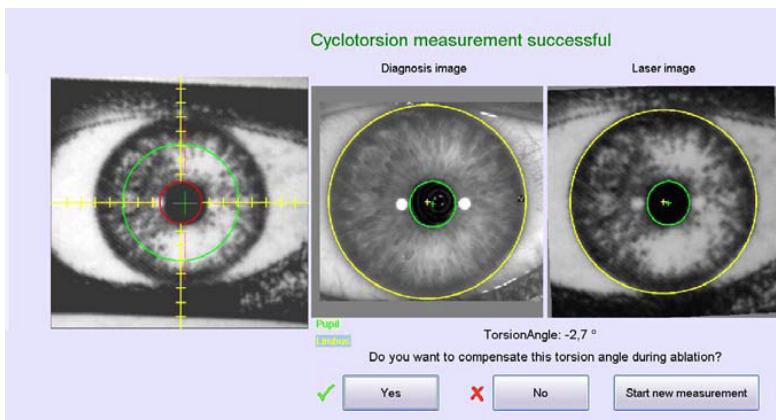 Cyclotorsion measurement successful
Diagnosis image
Laser image
Pupil
Limbus
TorsionAngle: -2,7 °
Do you want to compensate this torsion angle during ablation?
Yes
No
Start new measurement